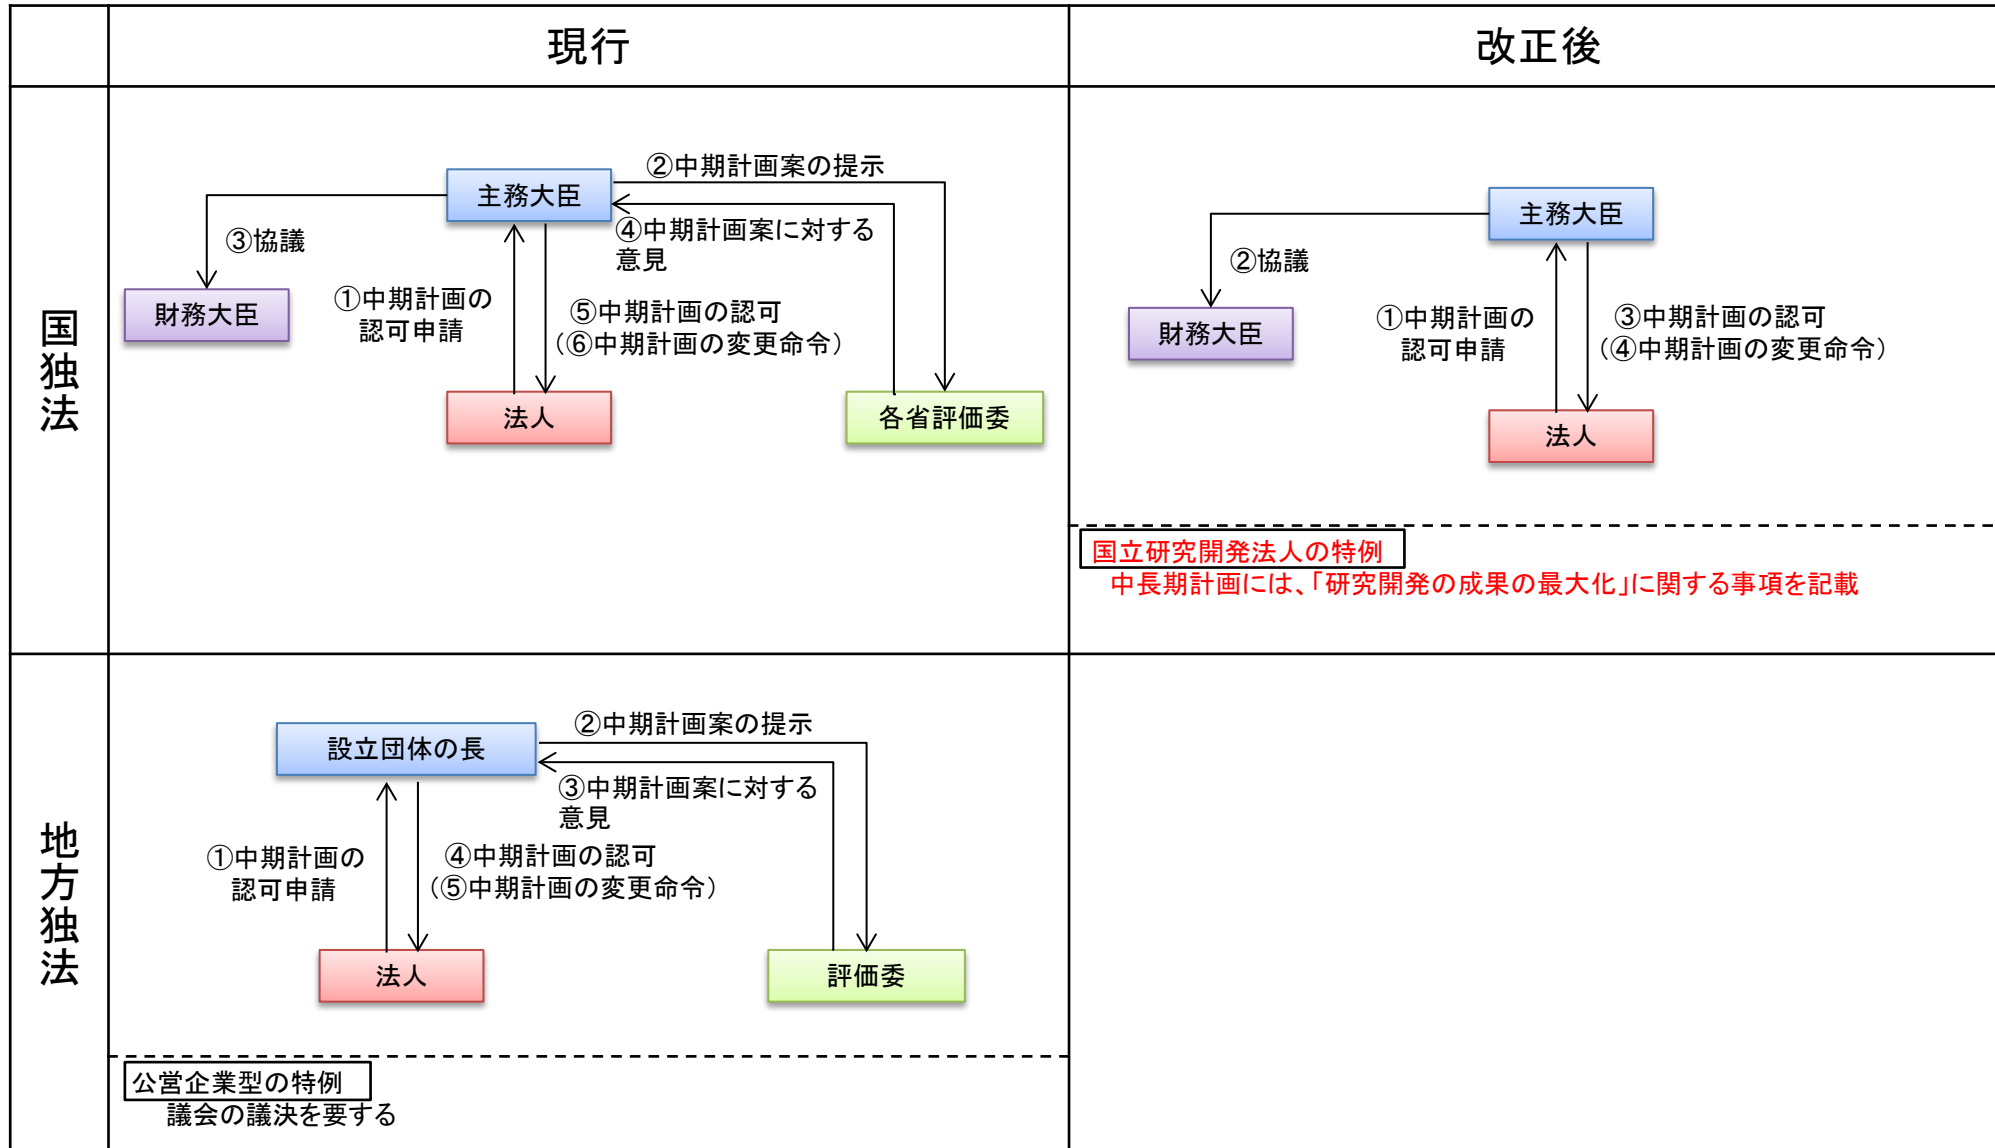 現行
改正後
国独法
②中期計画案の提示
主務大臣
④中期計画案に対する
意見
③協議
財務大臣
①中期計画の
認可申請
⑤中期計画の認可
（⑥中期計画の変更命令）
法人
各省評価委
主務大臣
②協議
財務大臣
①中期計画の
認可申請
③中期計画の認可
（④中期計画の変更命令）
法人
国立研究開発法人の特例
中長期計画には、「研究開発の成果の最大化」に関する事項を記載
地方独法
②中期計画案の提示
設立団体の長
③中期計画案に対する
意見
①中期計画の
認可申請
④中期計画の認可
（⑤中期計画の変更命令）
法人
評価委
公営企業型の特例
議会の議決を要する